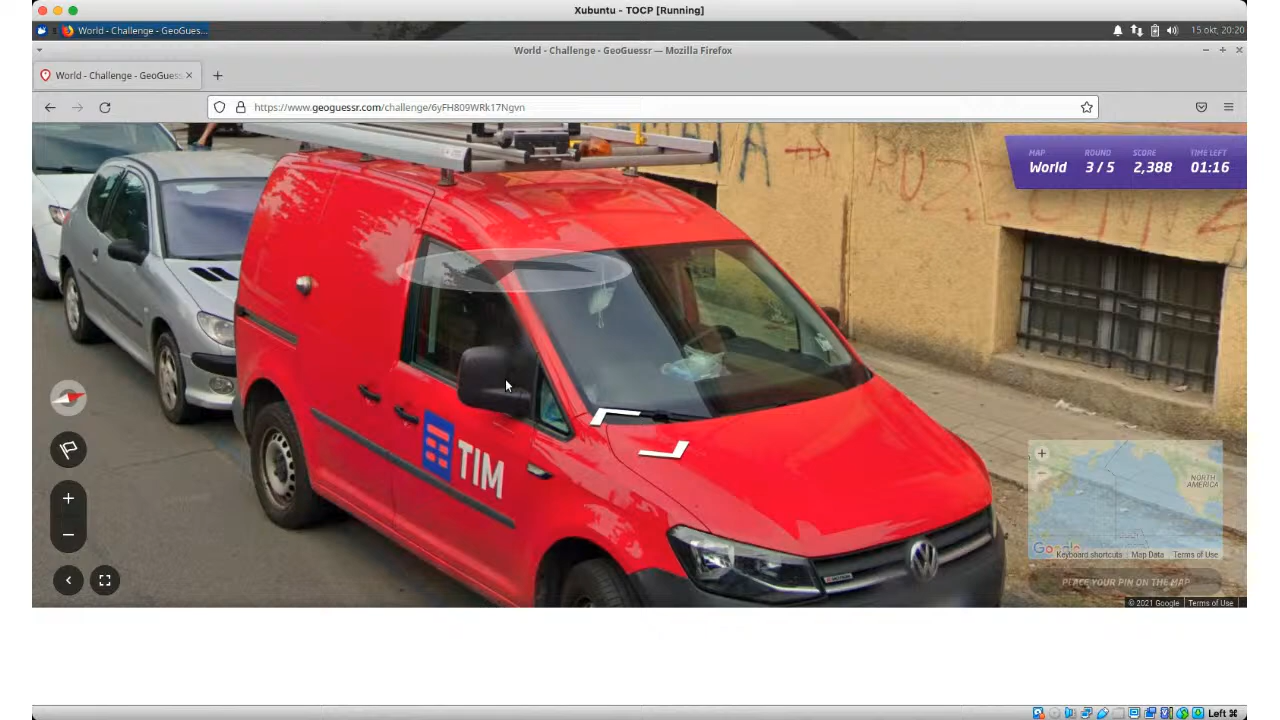 Xubuntu - TOCP [Running]
World - Challenge - GeoGues...
15 okt, 20:20
World - Challenge - GeoGuessr — Mozilla Firefox
World - Challenge - GeoGuess
https://www.geoguessr.com/challenge/6yFH809WRk17Ngvn
MAP
ROUND
SCORE
TIME LEFT
World
3 / 5
2,388
01:16
TIM
NORTH
AMERICA
Google
Keyboard shortcuts
Map Data
Terms of Use
PLACE YOUR PIN ON THE MAP
© 2021 Google
Terms of Use
Left ⌘